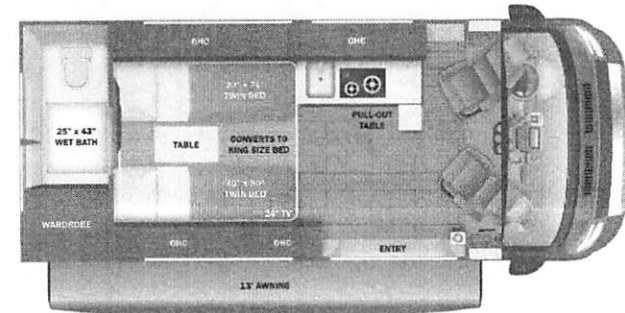 OHC
OHC
TWIN BED
PULL-OUT
TABLE
25" x 43"
WET BATH
TABLE
CONVERTS TO
KING SIZE BED
TWIN BED
24" TV
WARDROBE
OHC
OHC
ENTRY
13' AWNING